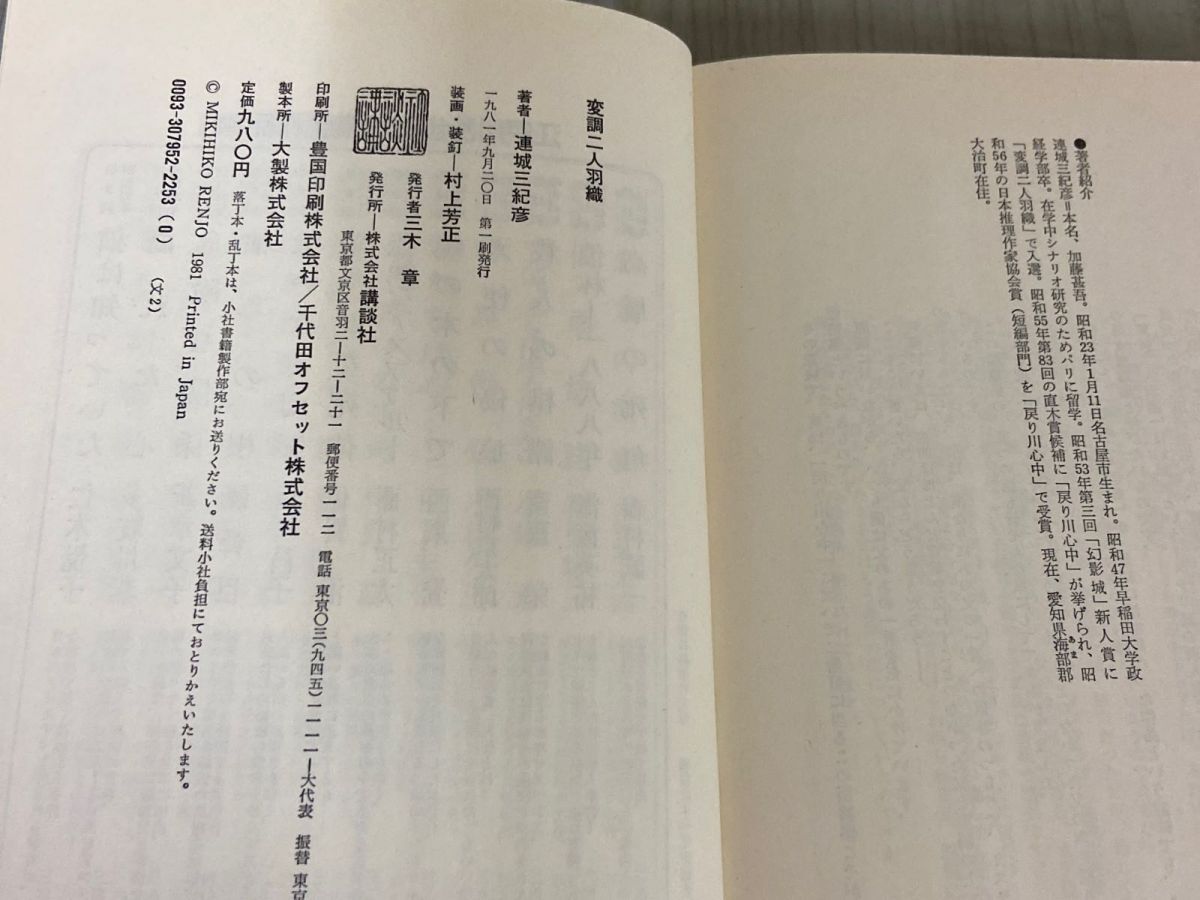 ●著者紹介
連城三紀彦＝本名、加藤甚吾。昭和23年1月11日名古屋市生まれ。昭和47年早稲田大学政
経学部卒。在学中シナリオ研究のためパリに留学。昭和53年第三回「幻影城」新人賞に
「変調二人羽織」で入選。昭和55年第83回の直木賞候補に「戻り川心中」が挙げられ、昭
和56年の日本推理作家協会賞（短編部門）を「戻り川心中」で受賞。現在、愛知県海部郡
あま
大治町在住。
変調二人羽織
著者―連城三紀彦
一九八一年九月二〇日　第一刷発行
装画・装釘―村上芳正
発行者三木　章
発行所―株式会社講談社
東京都文京区音羽二―十二―二十一　郵便番号一一二　電話　東京〇三(九四五)一一一一―大代表　振替　東京
印刷所―豊国印刷株式会社/千代田オフセット株式会社
製本所―大製株式会社
定価九八〇円　落丁本・乱丁本は、小社書籍製作部宛にお送りください。送料小社負担にておとりかえいたします。
© MIKIHIKO RENJO 1981 Printed in Japan
0093-307952-2253 (0)
(文2)